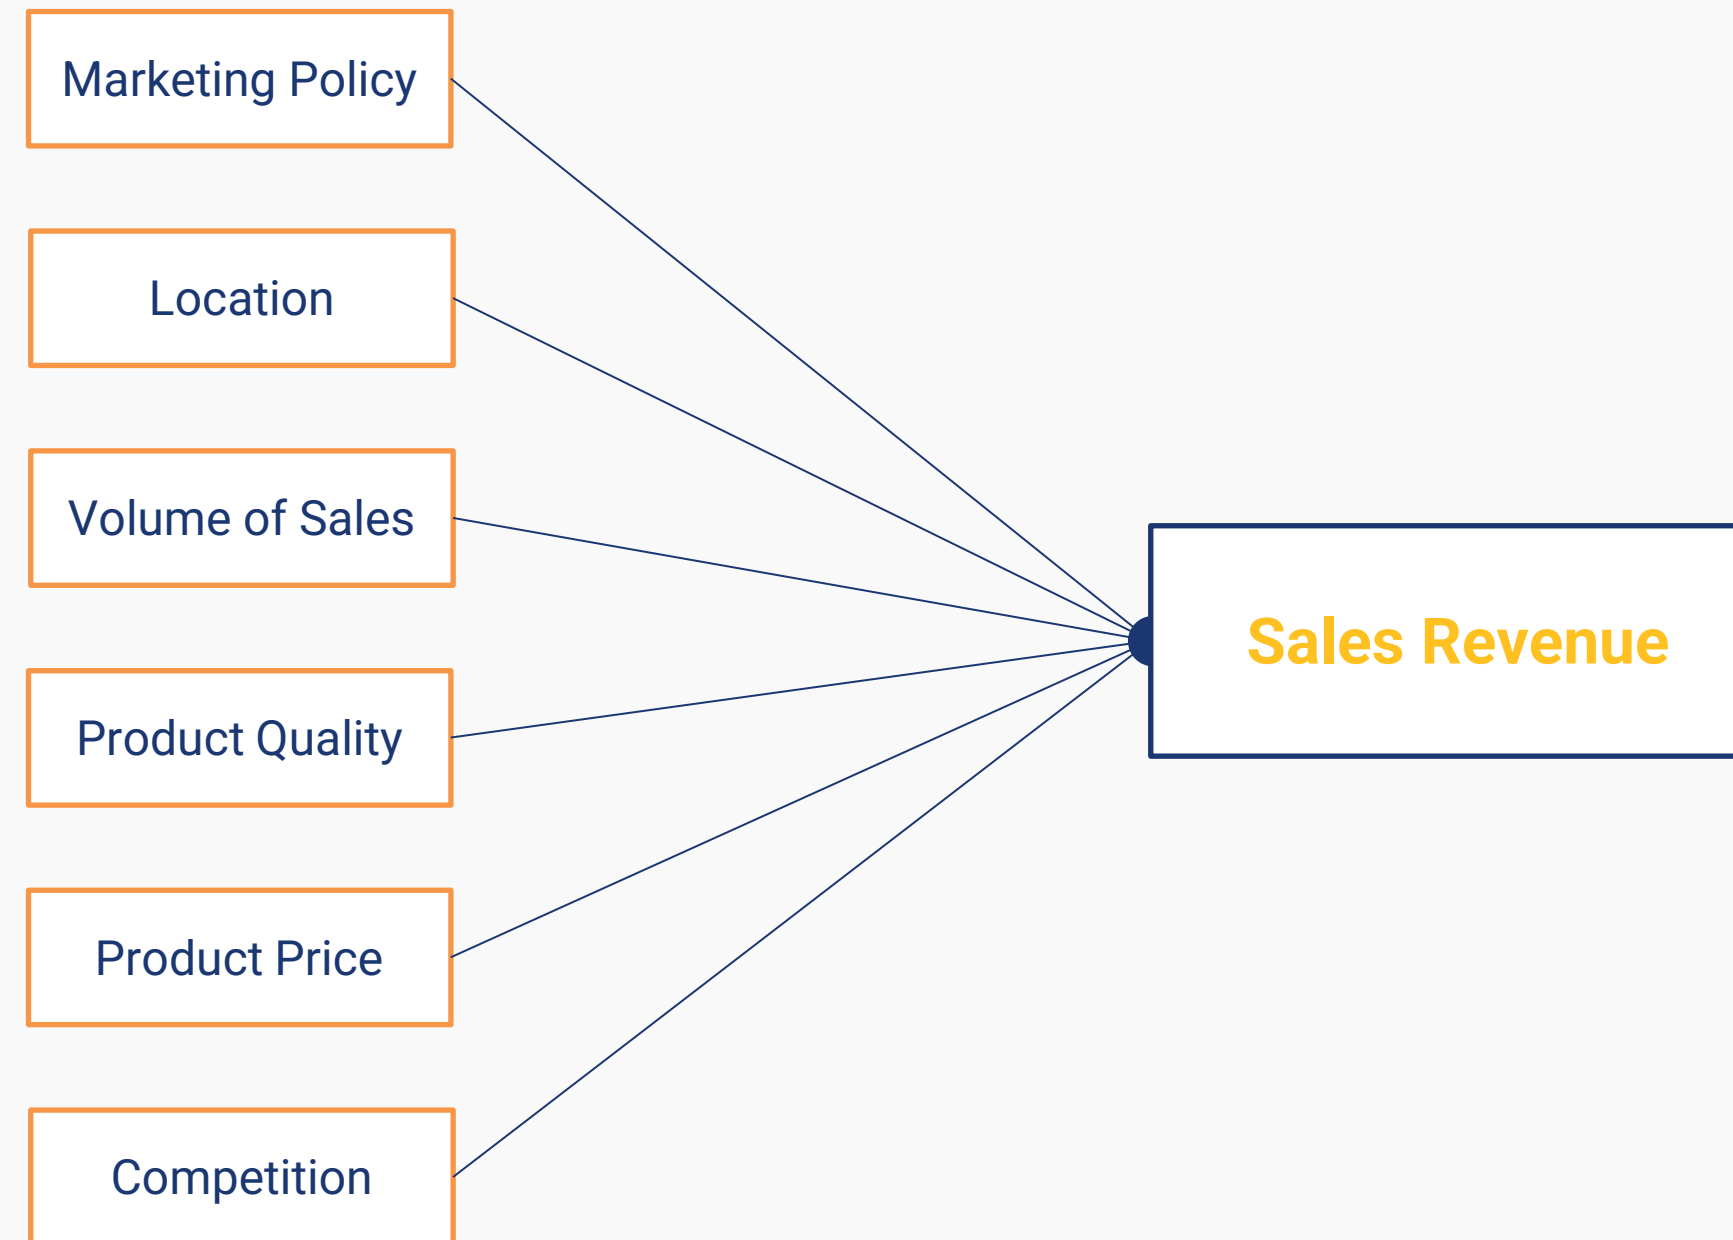 Marketing Policy
Location
Volume of Sales
Product Quality
Product Price
Competition
Sales Revenue